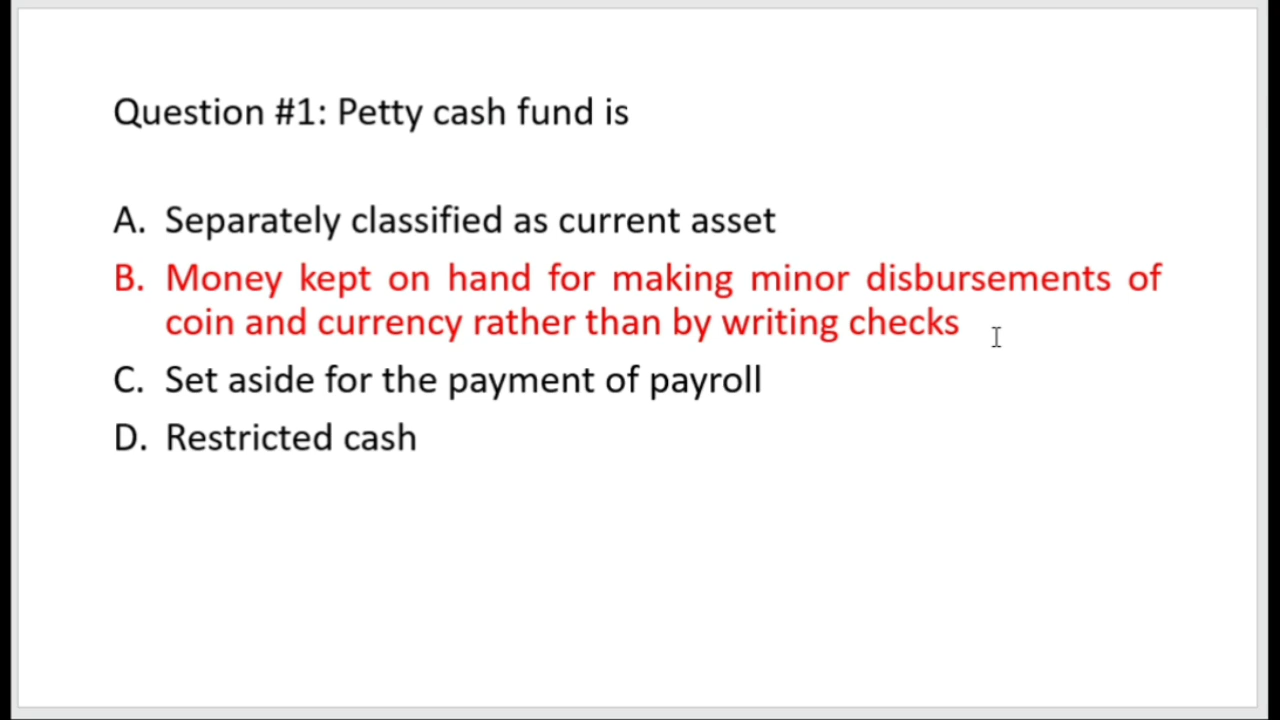 Question #1: Petty cash fund is
A. Separately classified as current asset
B. Money kept on hand for making minor disbursements of
coin and currency rather than by writing checks
C. Set aside for the payment of payroll
D. Restricted cash